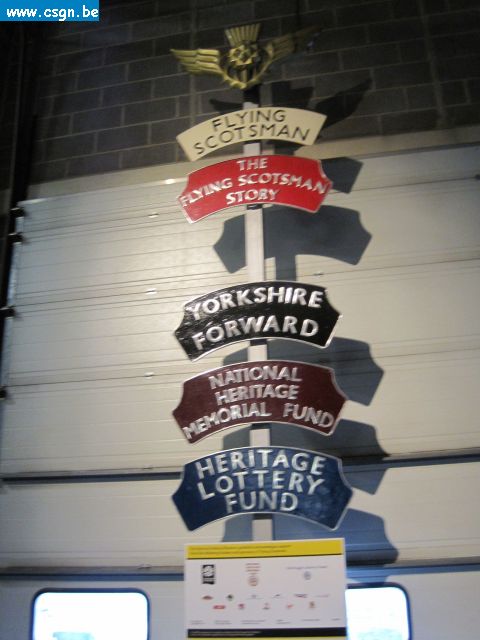 www.csgn.be
FLYING
SCOTSMAN
THE
FLYING SCOTSMAN
STORY
YORKSHIRE
FORWARD
NATIONAL
HERITAGE
MEMORIAL FUND
HERITAGE
LOTTERY
FUND